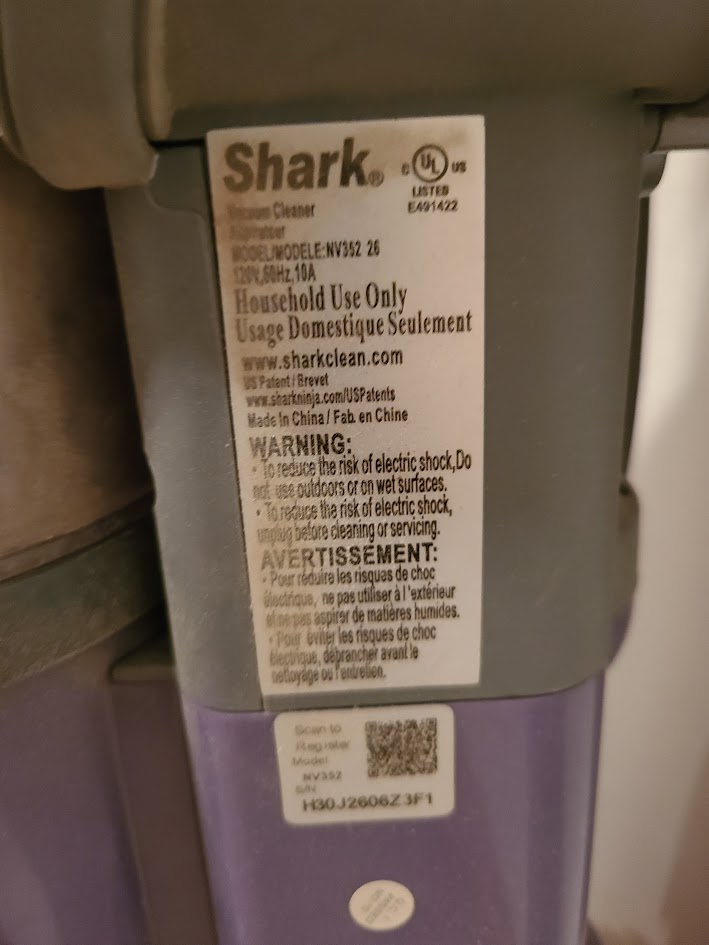 Shark®
C UL US
LISTED
E491422
Vacuum Cleaner
Aspirateur
MODEL/MODELE:NV352 26
120V,60Hz,10A
Household Use Only
Usage Domestique Seulement
www.sharkclean.com
US Patent / Brevet
www.sharkninja.com/USPatents
Made In China / Fab. en Chine
WARNING:
• To reduce the risk of electric shock,Do
not use outdoors or on wet surfaces.
• To reduce the risk of electric shock,
unplug before cleaning or servicing.
AVERTISSEMENT:
• Pour réduire les risquas de choc
électrique, ne pas utiliser à l'extérieur
et ne pas aspirer de matières humides.
• Pour éviter les risques de choc
électrique, débrancher avant le
nettoyage ou l'entretien.
Scan to
Register
Model
NV352
S/N
H30J2606Z3F1